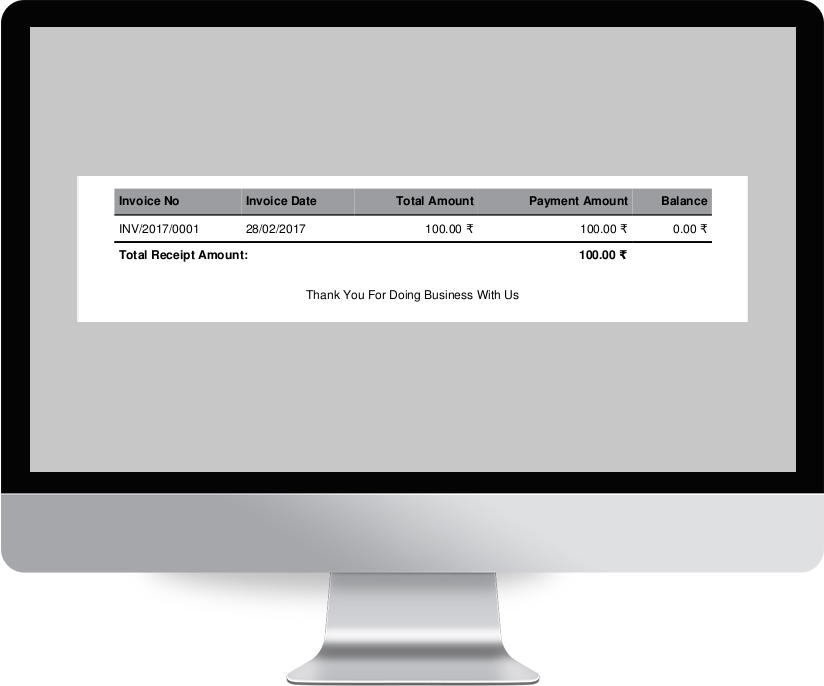 Invoice No Invoice Date Total Amount Payment Amount Balance
INV/2017/0001 28/02/2017 100.00 ₹ 100.00 ₹ 0.00 ₹
Total Receipt Amount: 100.00 ₹
Thank You For Doing Business With Us